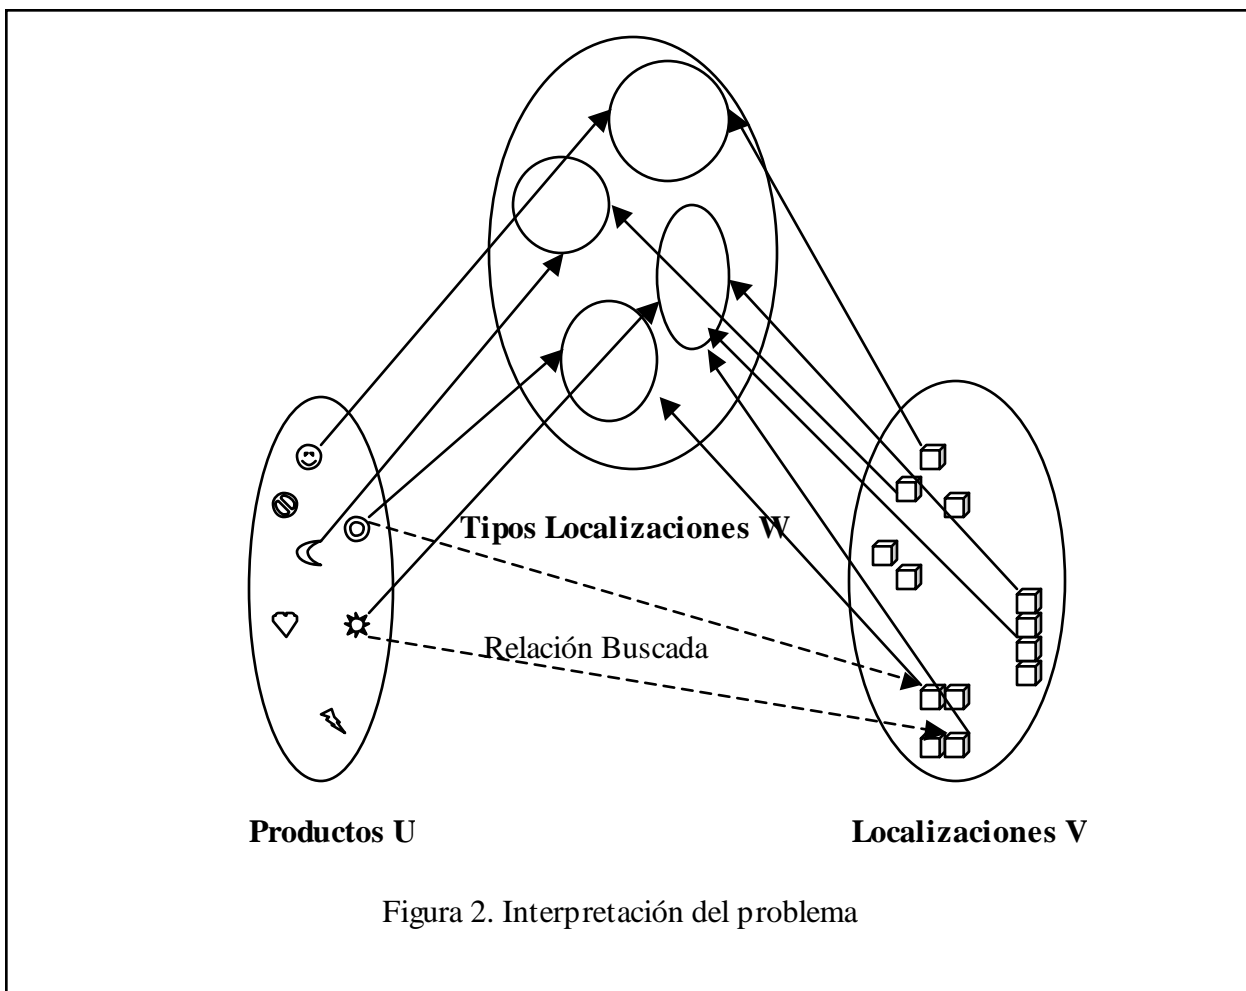 Tipos Localizaciones W
Relación Buscada
Productos U
Localizaciones V
Figura 2. Interpretación del problema